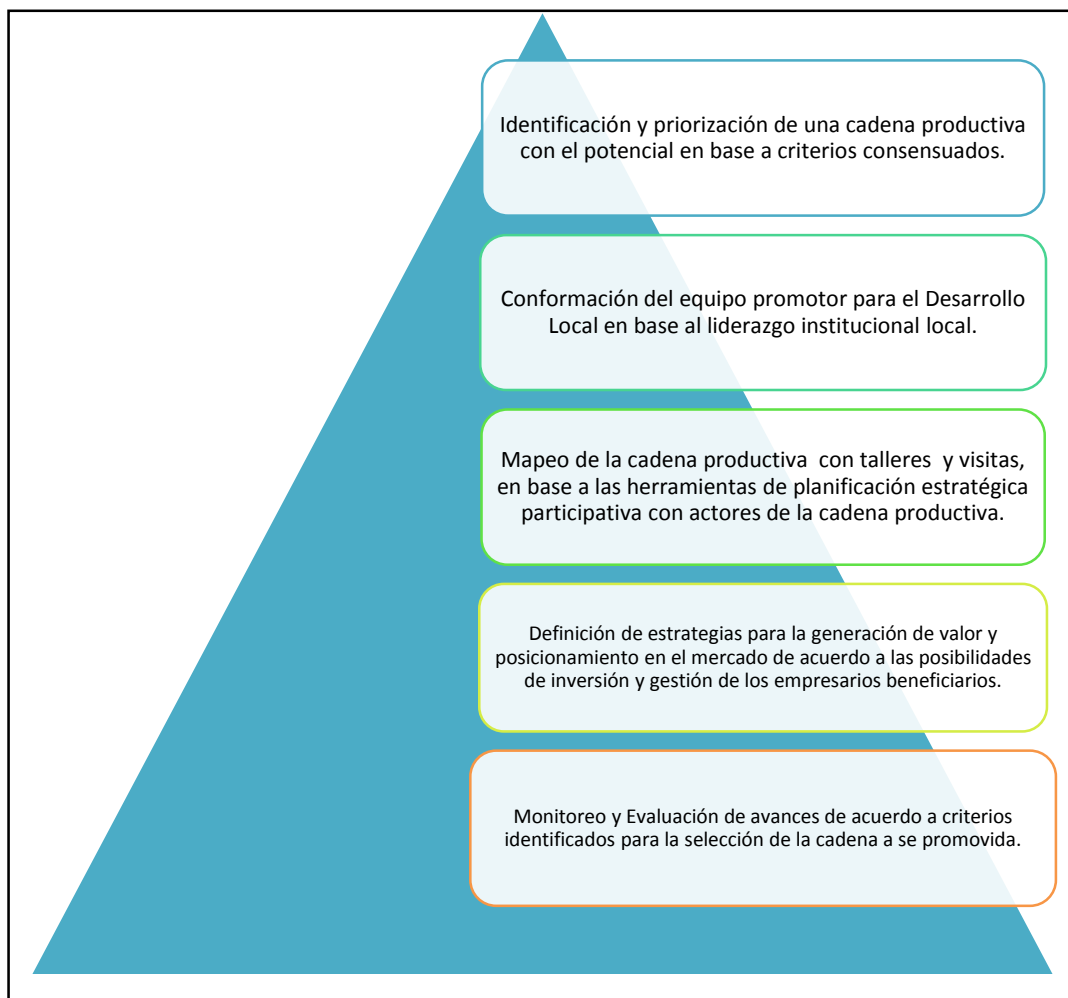 Identificación y priorización de una cadena productiva
con el potencial en base a criterios consensuados.
Conformación del equipo promotor para el Desarrollo
Local en base al liderazgo institucional local.
Mapeo de la cadena productiva con talleres y visitas,
en base a las herramientas de planificación estratégica
participativa con actores de la cadena productiva.
Definición de estrategias para la generación de valor y
posicionamiento en el mercado de acuerdo a las posibilidades
de inversión y gestión de los empresarios beneficiarios.
Monitoreo y Evaluación de avances de acuerdo a criterios
identificados para la selección de la cadena a se promovida.